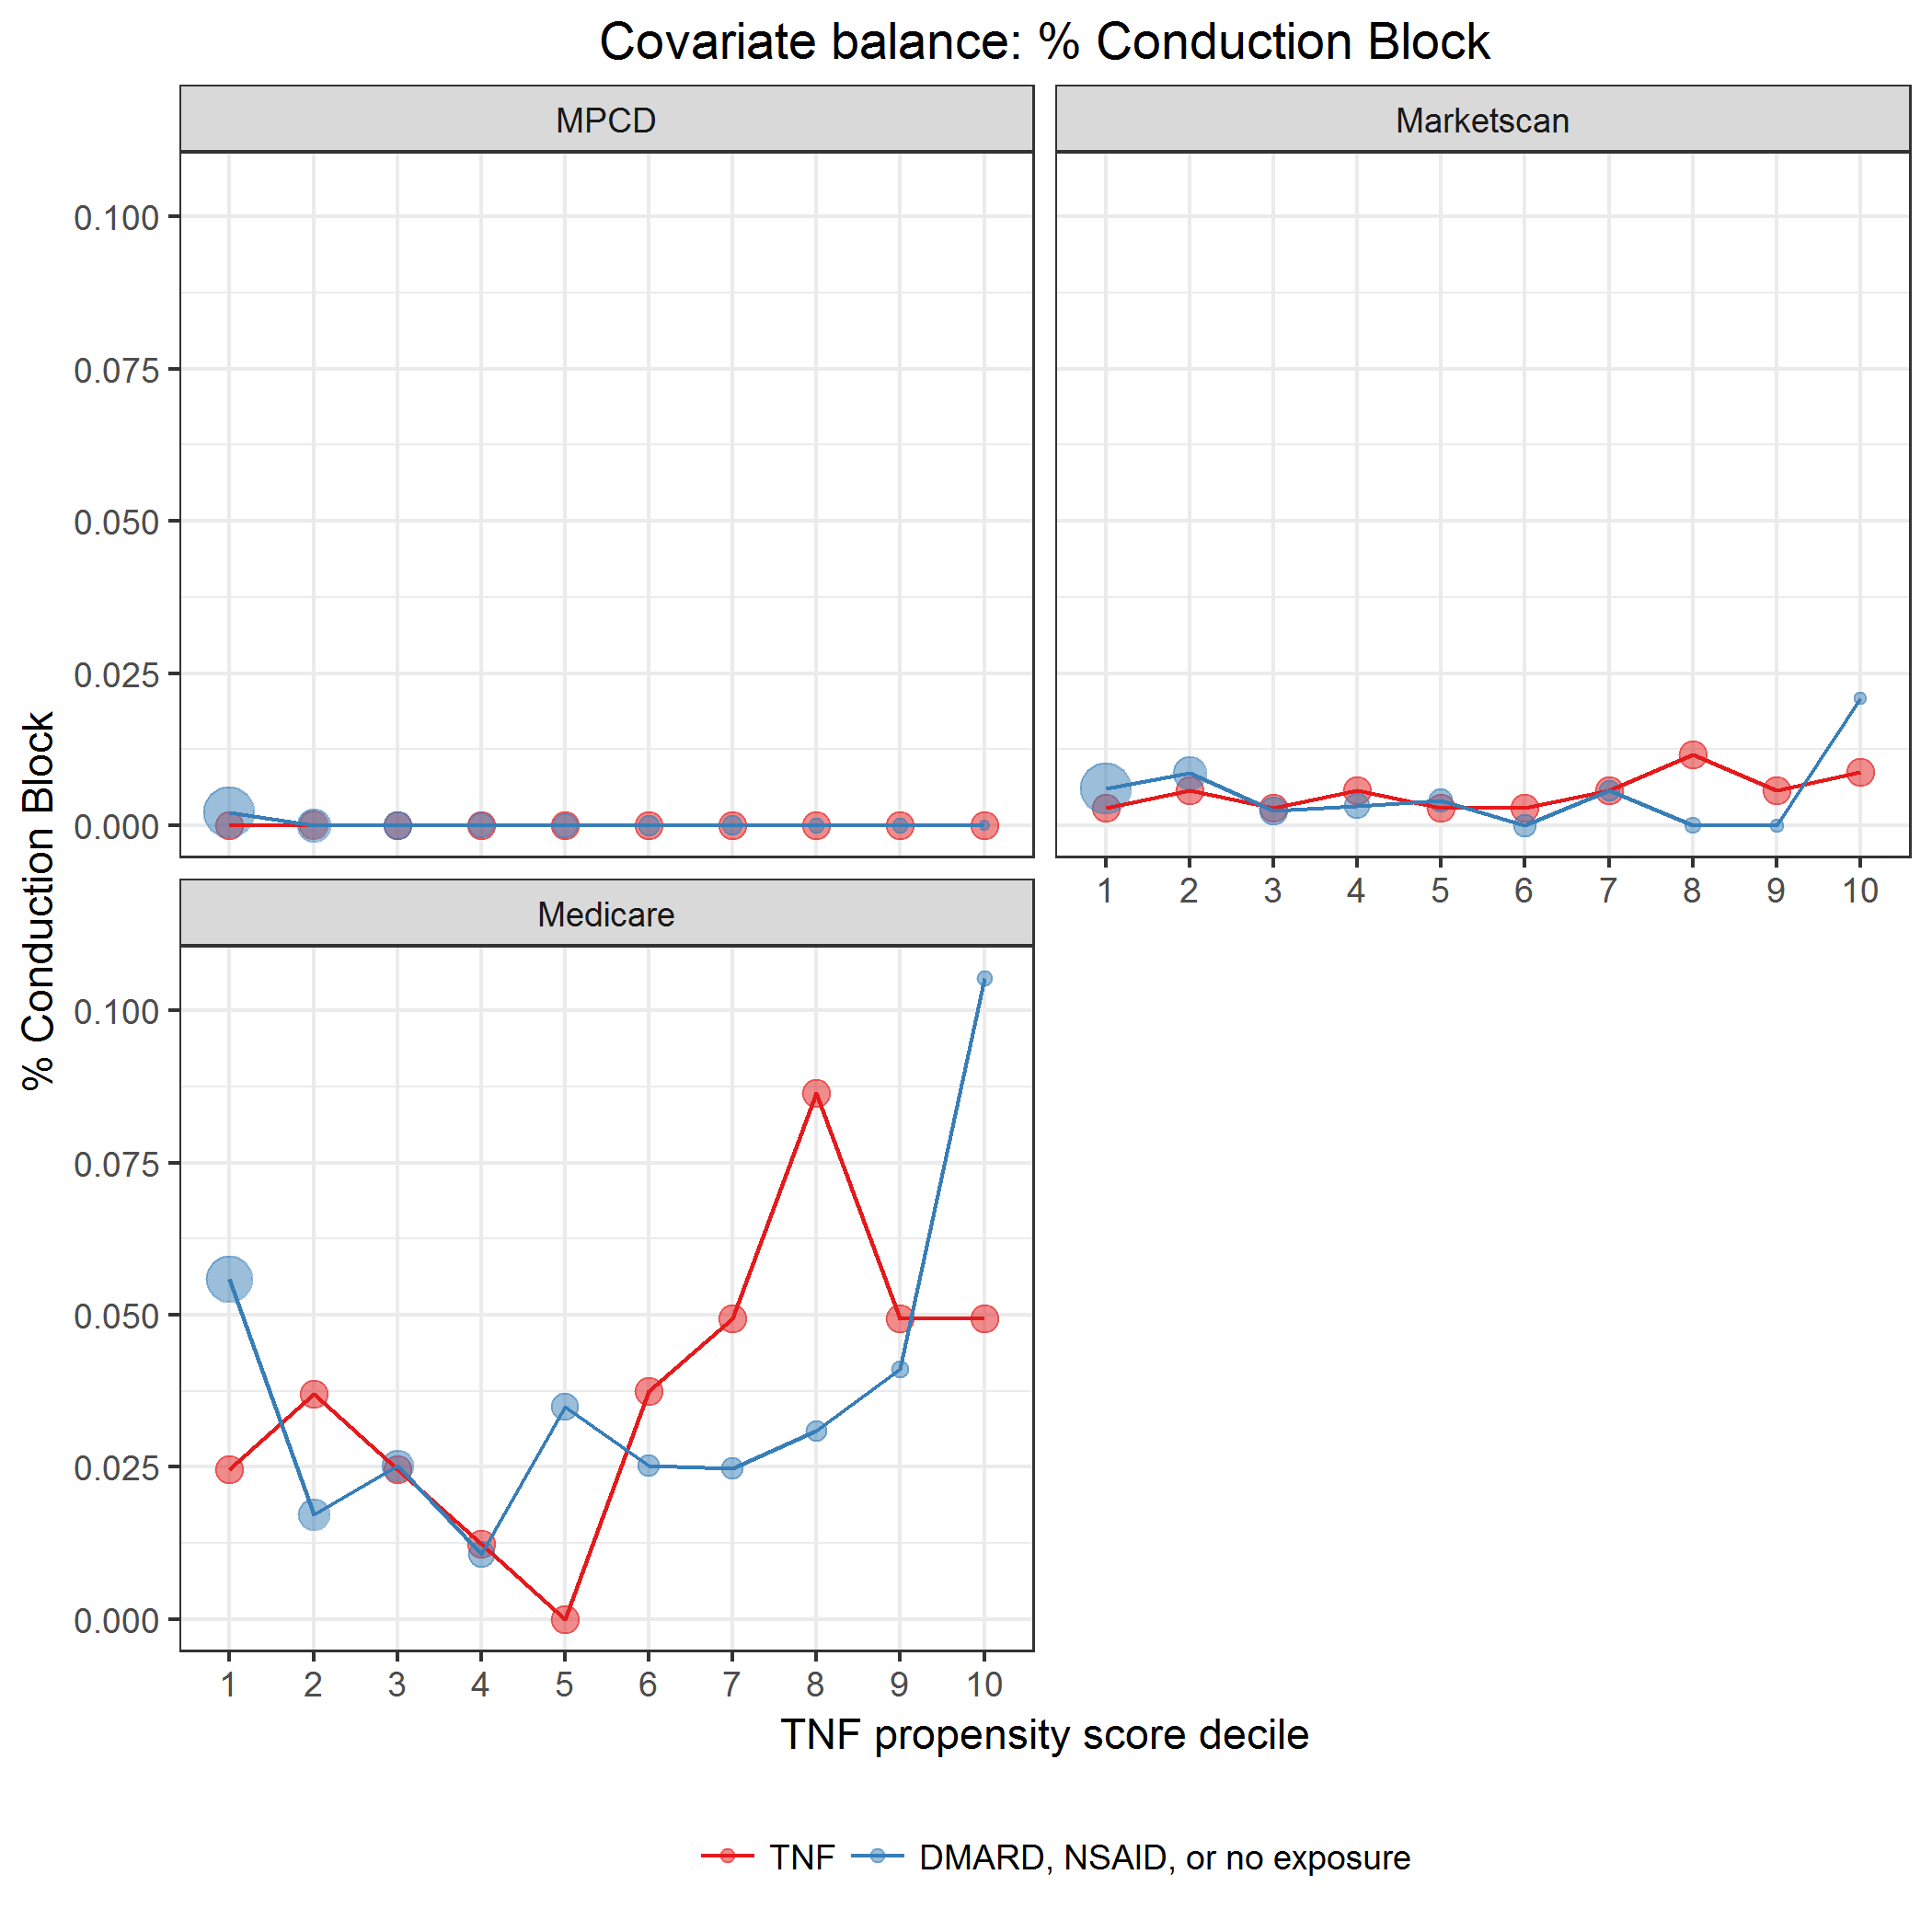 Covariate balance: % Conduction Block
MPCD
Marketscan
0.100
0.075
0.050
0.025
0.000
1 2 3 4 5 6 7 8 9 10
% Conduction Block
Medicare
0.100
0.075
0.050
0.025
0.000
1 2 3 4 5 6 7 8 9 10
TNF propensity score decile
TNF DMARD, NSAID, or no exposure